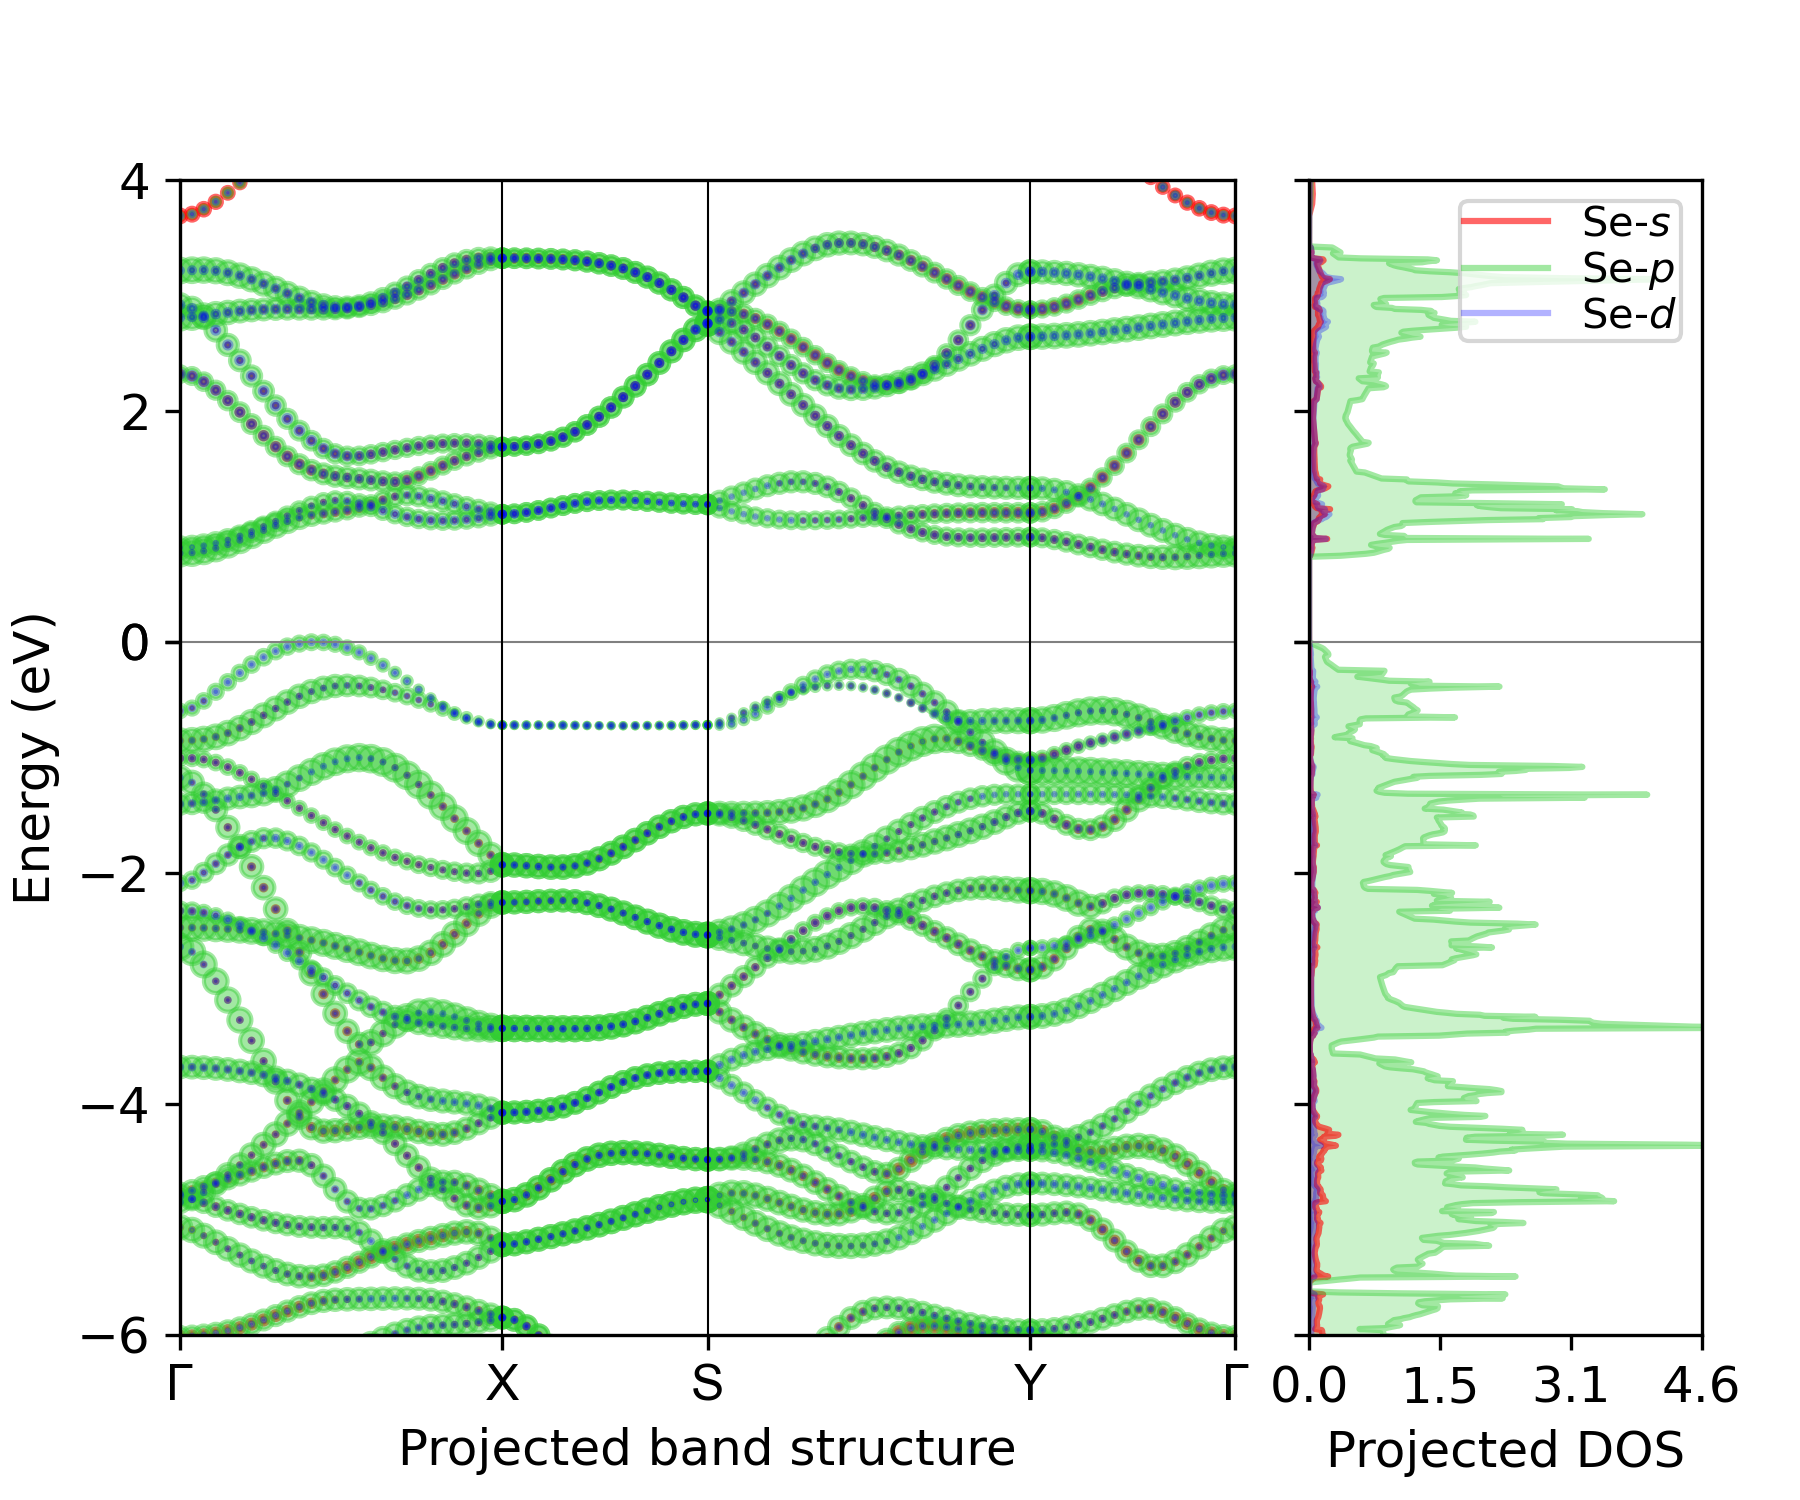 4
2
0
−2
−4
−6
Energy (eV)
Γ
X
S
Y
Γ
Projected band structure
Se-s
Se-p
Se-d
0.0
1.5
3.1
4.6
Projected DOS